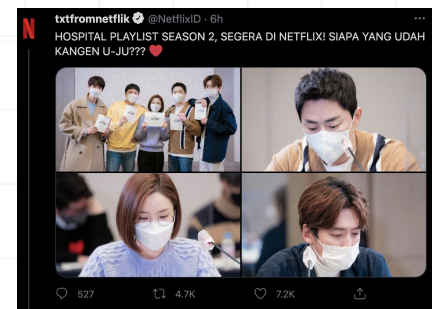 txtfromnetflik @NetflixID · 6h
HOSPITAL PLAYLIST SEASON 2, SEGERA DI NETFLIX! SIAPA YANG UDAH
KANGEN U-JU???
527 4.7K 7.2K